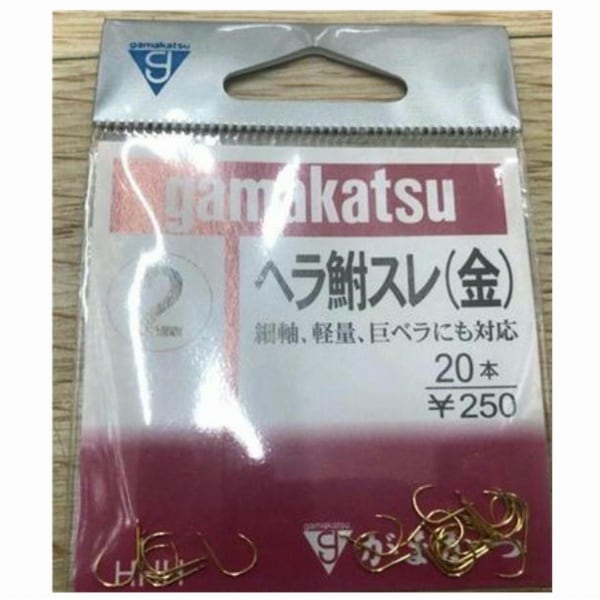 gamakatsu
g
gamakatsu
2
ヘラ鮒スレ(金)
細軸、軽量、巨ベラにも対応
20本
¥250
gamakatsu
g がまかつ